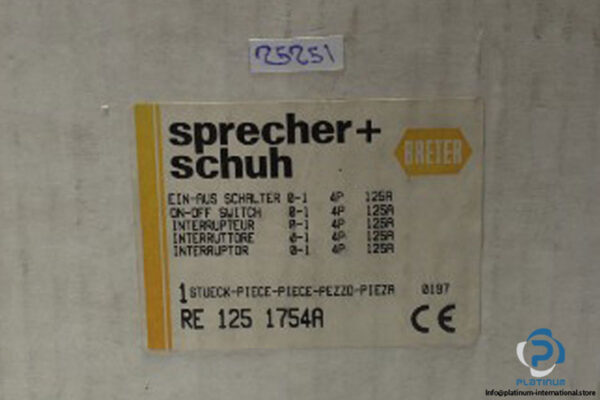 25251
sprecher+
schuh
BRETER
EIN-AUS SCHALTER 0-1 4P 125A
ON-OFF SWITCH 0-1 4P 125A
INTERRUPTEUR 0-1 4P 125A
INTERRUTTORE 0-1 4P 125A
INTERRUPTOR 0-1 4P 125A
1 STUECK-PIECE-PIECE-PEZZO-PIEZA 0197
RE 125 1754A
CE
PLATINUM
Info@platinum-international.store